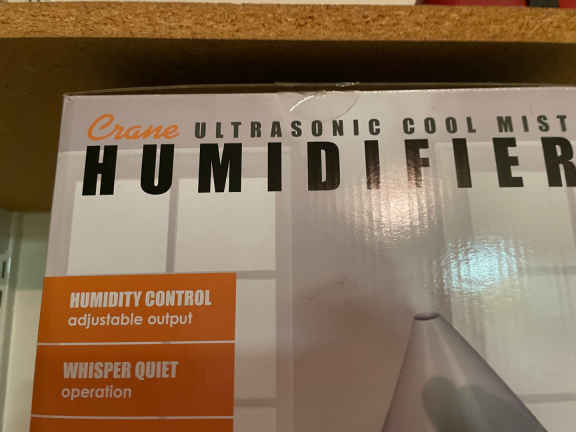 Crane ULTRASONIC COOL MIST
HUMIDIFIER
HUMIDITY CONTROL
adjustable output
WHISPER QUIET
operation